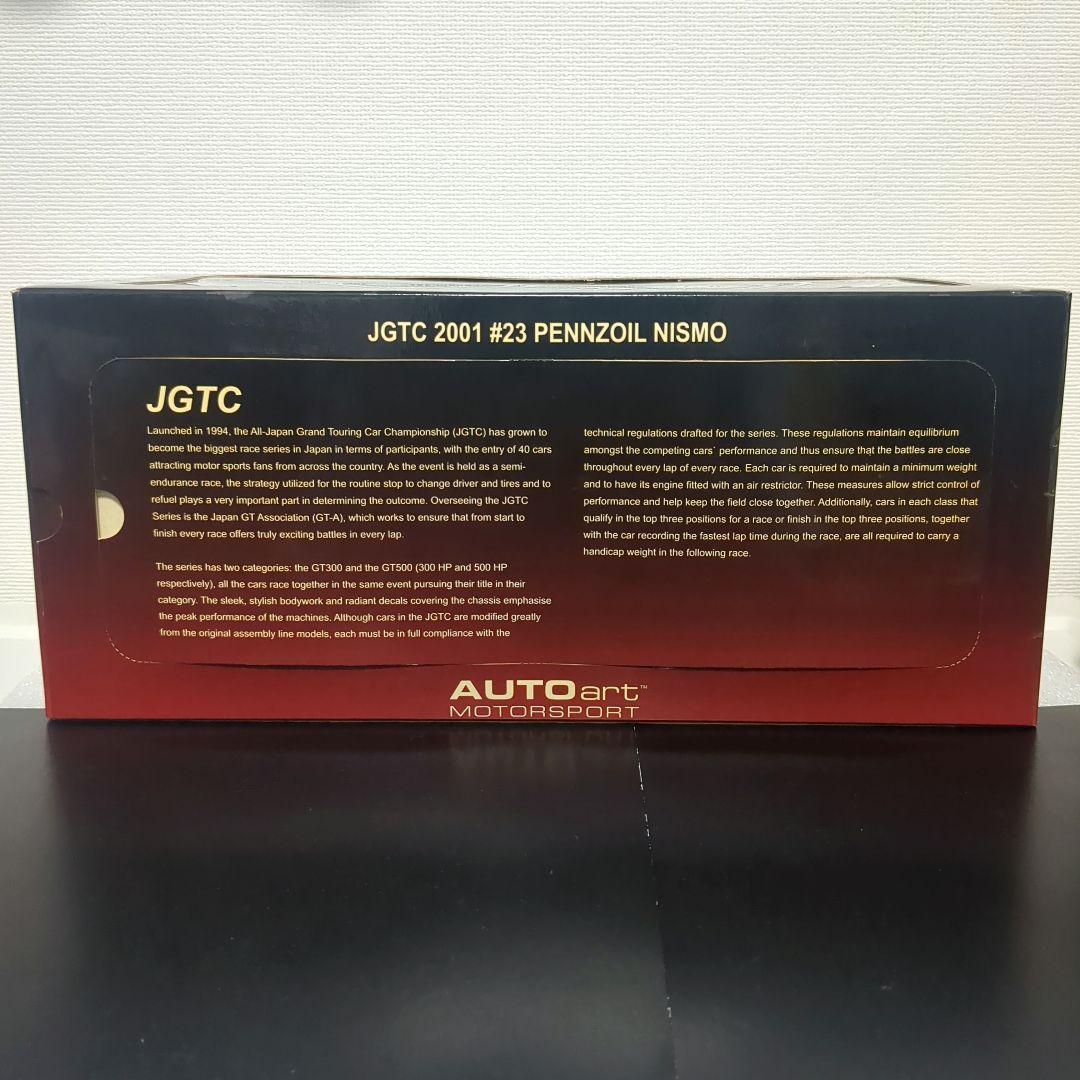 JGTC 2001 #23 PENNZOIL NISMO
JGTC
Launched in 1994, the All-Japan Grand Touring Car Championship (JGTC) has grown to
become the biggest race series in Japan in terms of participants, with the entry of 40 cars
attracting motor sports fans from across the country. As the event is held as a semi-
endurance race, the strategy utilized for the routine stop to change driver and tires and to
refuel plays a very important part in determining the outcome. Overseeing the JGTC
Series is the Japan GT Association (GT-A), which works to ensure that from start to
finish every race offers truly exciting battles in every lap.
The series has two categories: the GT300 and the GT500 (300 HP and 500 HP
respectively), all the cars race together in the same event pursuing their title in their
category. The sleek, stylish bodywork and radiant decals covering the chassis emphasise
the peak performance of the machines. Although cars in the JGTC are modified greatly
from the original assembly line models, each must be in full compliance with the
technical regulations drafted for the series. These regulations maintain equilibrium
amongst the competing cars` performance and thus ensure that the battles are close
throughout every lap of every race. Each car is required to maintain a minimum weight
and to have its engine fitted with an air restrictor. These measures allow strict control of
performance and help keep the field close together. Additionally, cars in each class that
qualify in the top three positions for a race or finish in the top three positions, together
with the car recording the fastest lap time during the race, are all required to carry a
handicap weight in the following race.
AUTOart™
MOTORSPORT